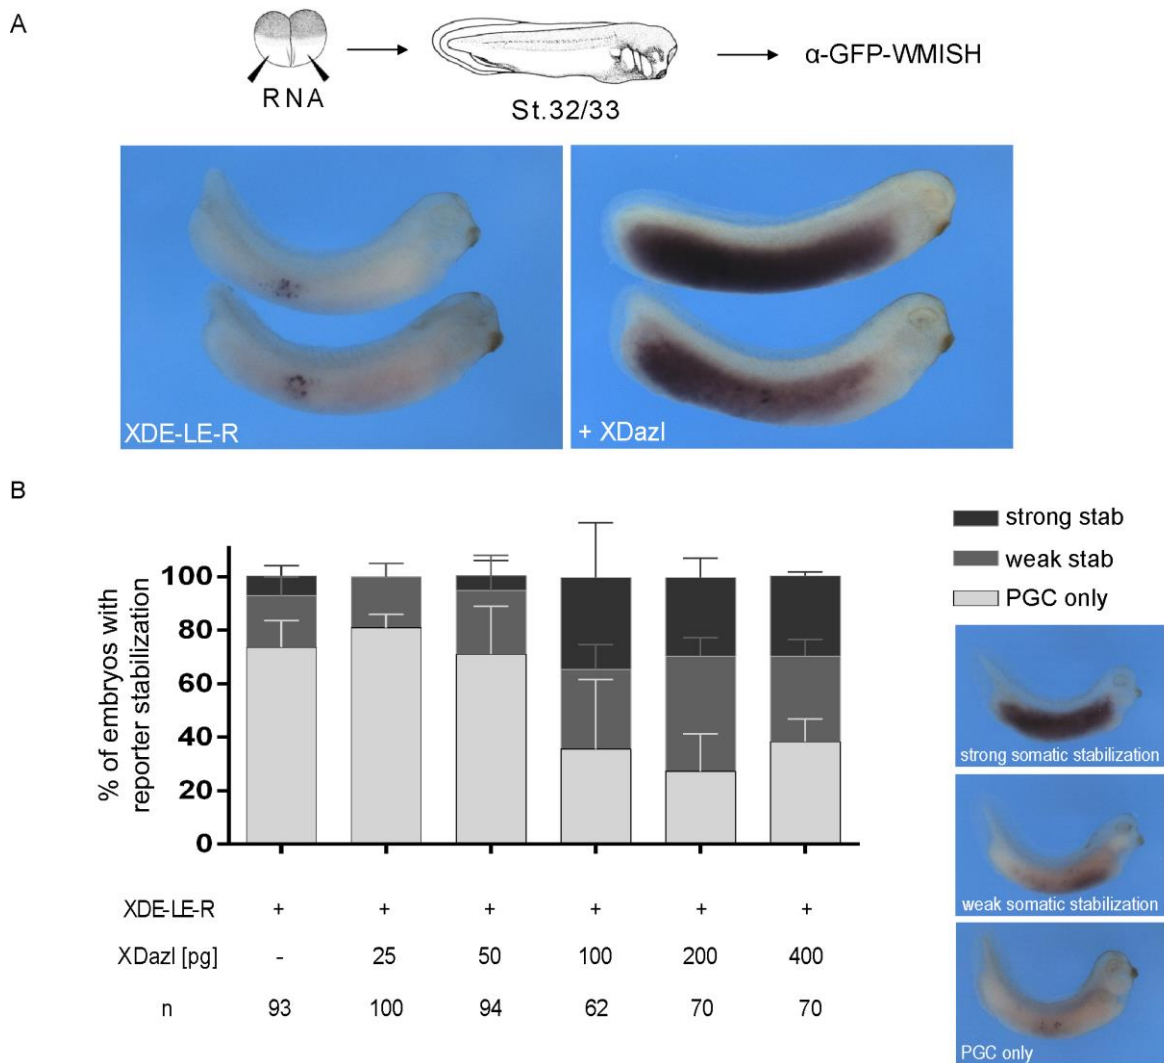 A
RNA
St.32/33
α-GFP-WMISH
XDE-LE-R
+ XDazl
B
% of embryos with
reporter stabilization
100
80
60
40
20
0
XDE-LE-R + + + + + +
XDazl [pg] - 25 50 100 200 400
n 93 100 94 62 70 70
strong stab
weak stab
PGC only
strong somatic stabilization
weak somatic stabilization
PGC only